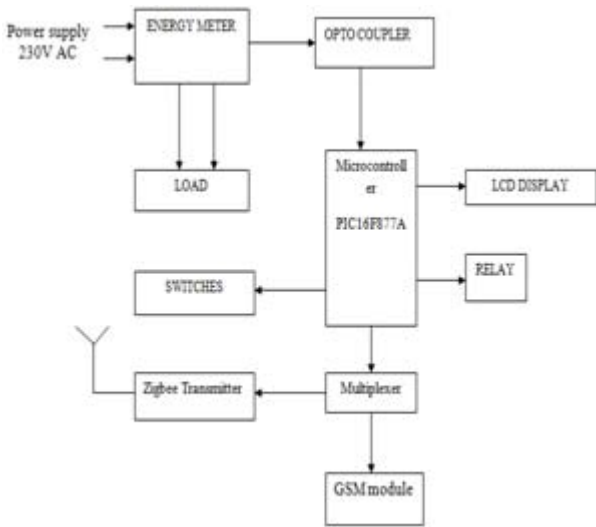 Power supply
230V AC
ENERGY METER
OPTO COUPLER
LOAD
Microcontroll
er
PIC16F877A
LCD DISPLAY
RELAY
SWITCHES
Zigbee Transmitter
Multiplexer
GSM module